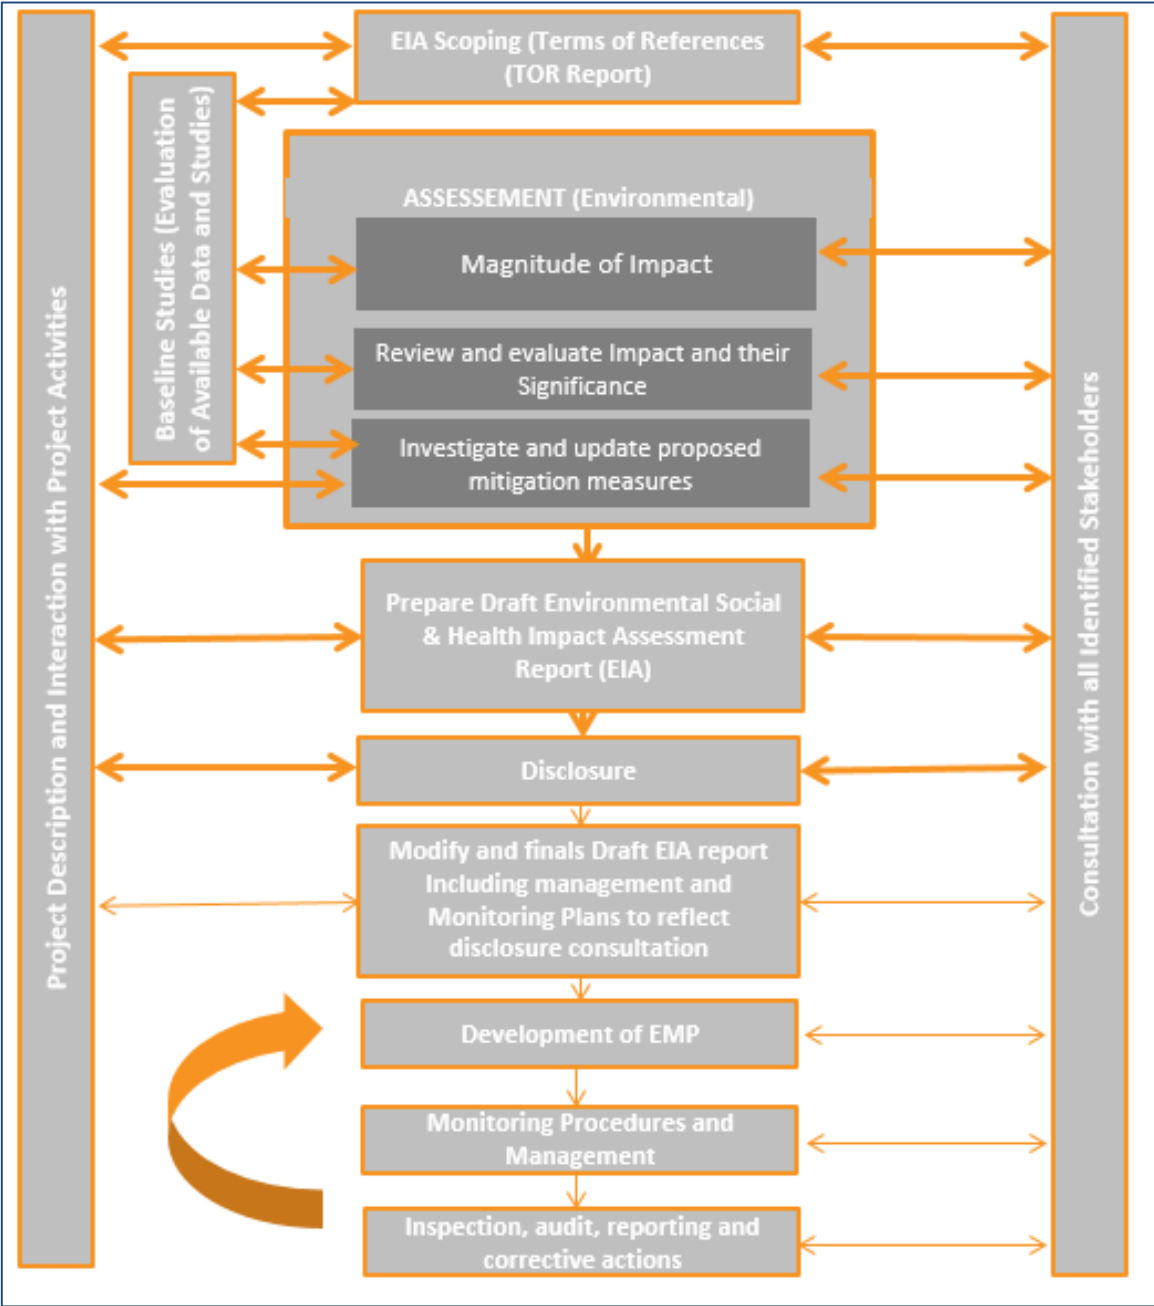 EIA Scoping (Terms of References
(TOR Report)
Baseline Studies (Evaluation
of Available Data and Studies)
ASSESSEMENT (Environmental)
Magnitude of Impact
Review and evaluate Impact and their
Significance
Investigate and update proposed
mitigation measures
Project Description and Interaction with Project Activities
Consultation with all Identified Stakeholders
Prepare Draft Environmental Social
& Health Impact Assessment
Report (EIA)
Disclosure
Modify and finals Draft EIA report
Including management and
Monitoring Plans to reflect
disclosure consultation
Development of EMP
Monitoring Procedures and
Management
Inspection, audit, reporting and
corrective actions